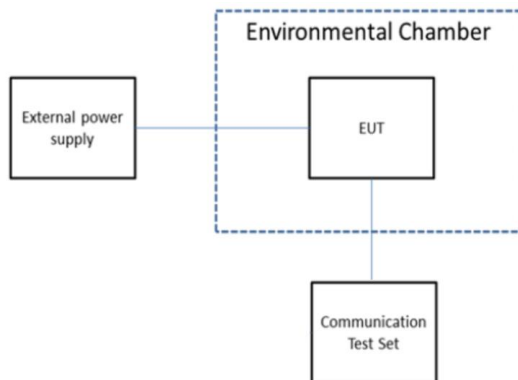 Environmental Chamber
External power
supply
EUT
Communication
Test Set